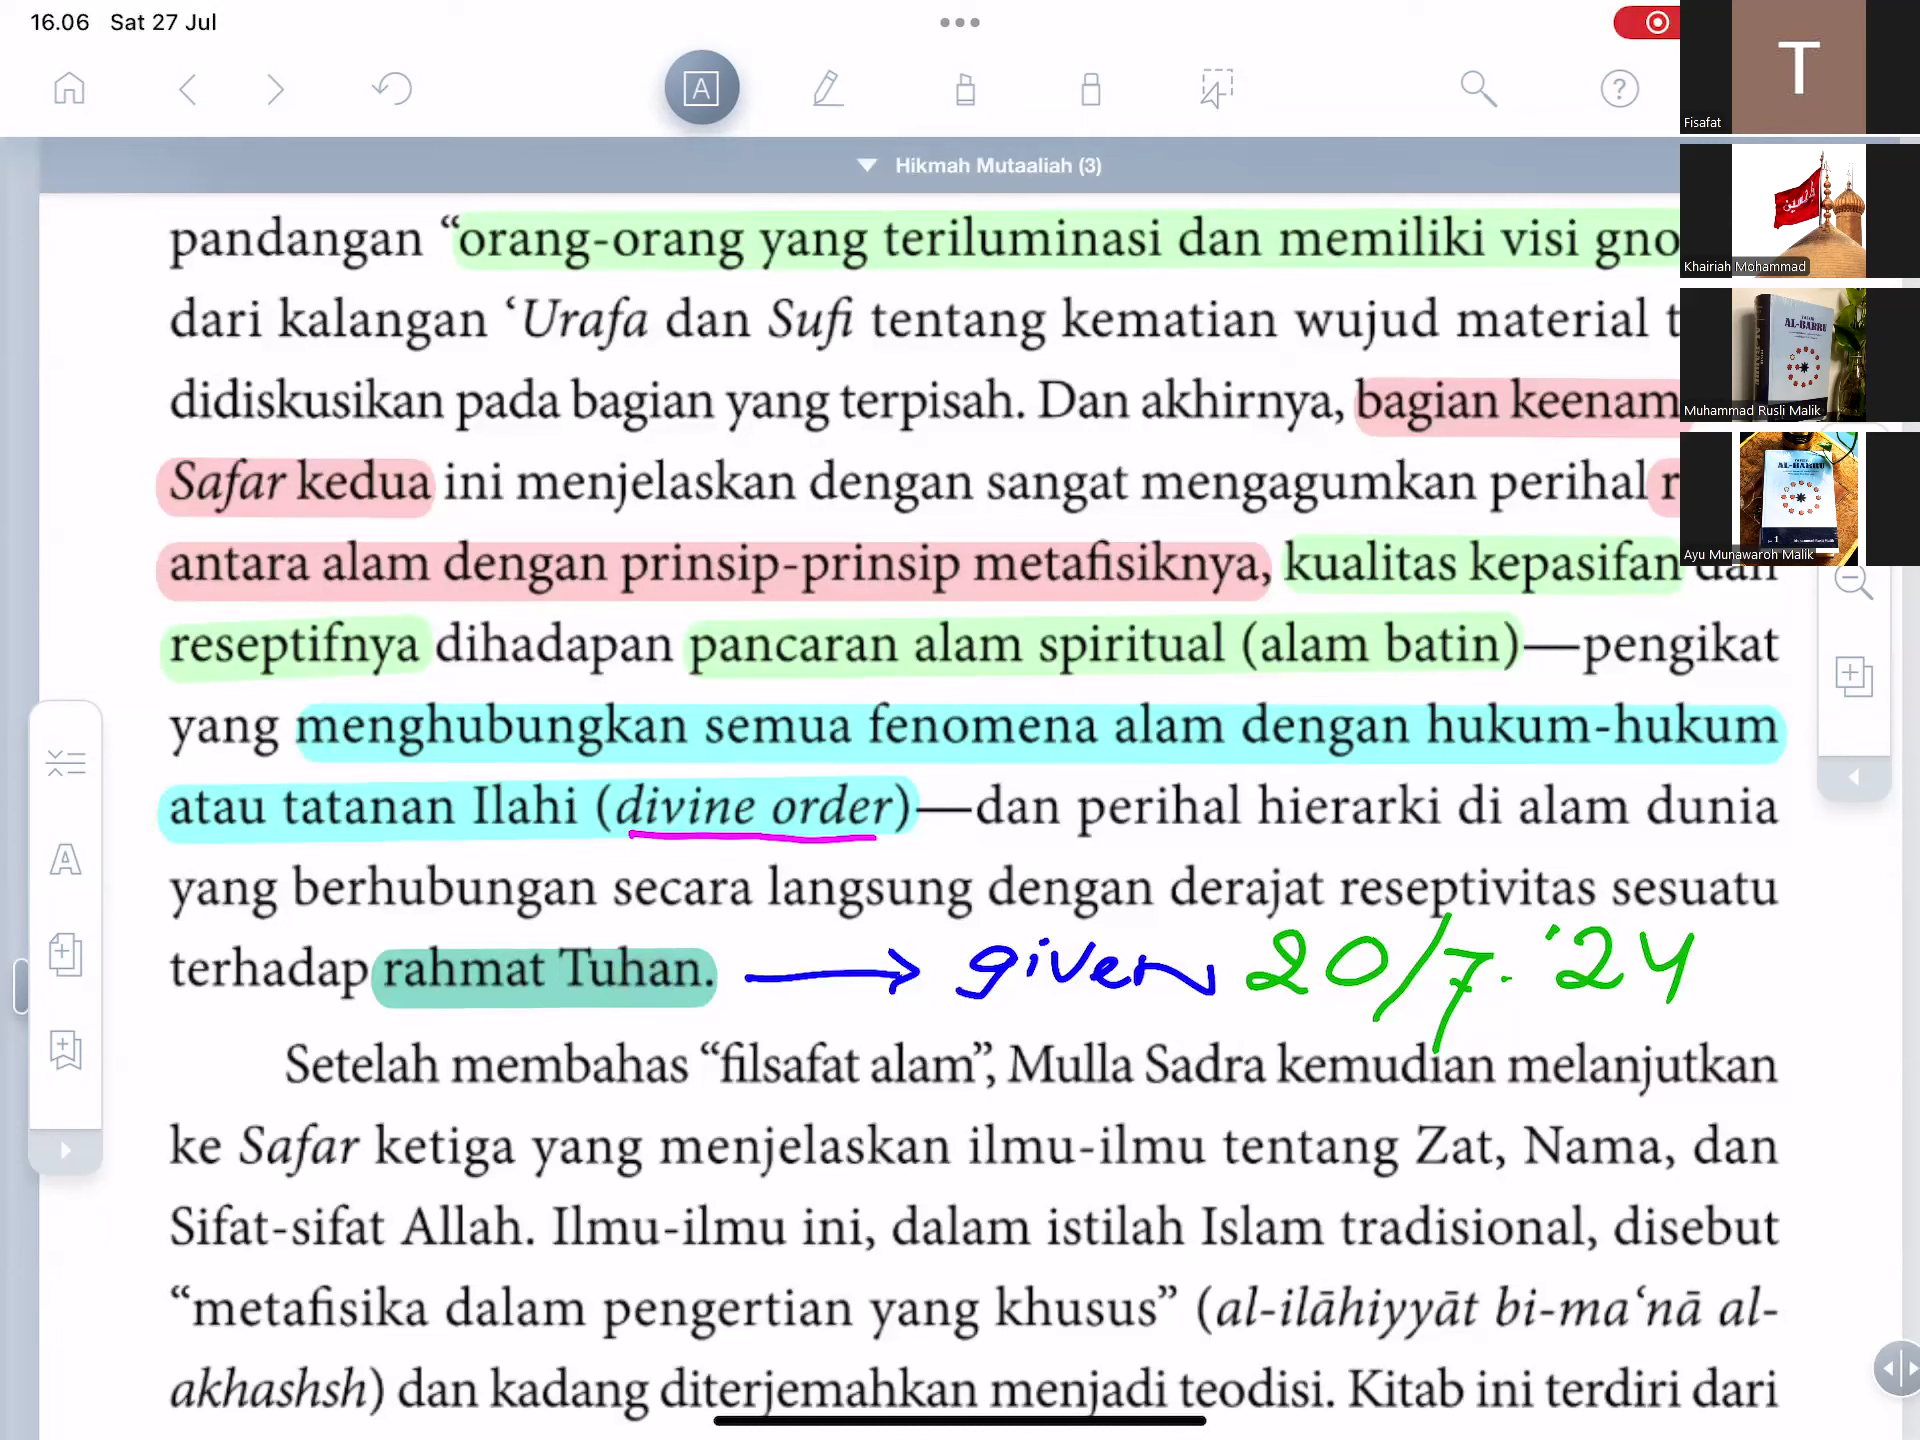 16.06 Sat 27 Jul
A
?
Hikmah Mutaaliah (3)
pandangan “orang-orang yang teriluminasi dan memiliki visi gno
dari kalangan ‘Urafa dan Sufi tentang kematian wujud material t
didiskusikan pada bagian yang terpisah. Dan akhirnya, bagian keenam
Safar kedua ini menjelaskan dengan sangat mengagumkan perihal r
antara alam dengan prinsip-prinsip metafisiknya, kualitas kepasifan dan
reseptifnya dihadapan pancaran alam spiritual (alam batin)—pengikat
yang menghubungkan semua fenomena alam dengan hukum-hukum
atau tatanan Ilahi (divine order)—dan perihal hierarki di alam dunia
yang berhubungan secara langsung dengan derajat reseptivitas sesuatu
terhadap rahmat Tuhan. given 20/7.'24
Setelah membahas “filsafat alam”, Mulla Sadra kemudian melanjutkan
ke Safar ketiga yang menjelaskan ilmu-ilmu tentang Zat, Nama, dan
Sifat-sifat Allah. Ilmu-ilmu ini, dalam istilah Islam tradisional, disebut
“metafisika dalam pengertian yang khusus” (al-ilāhiyyāt bi-ma‘nā al-
akhashsh) dan kadang diterjemahkan menjadi teodisi. Kitab ini terdiri dari
A
T
Fisafat
Khairiah Mohammad
AL-BARRU
Muhammad Rusli Malik
AL-BARRU
1
Ayu Munawaroh Malik